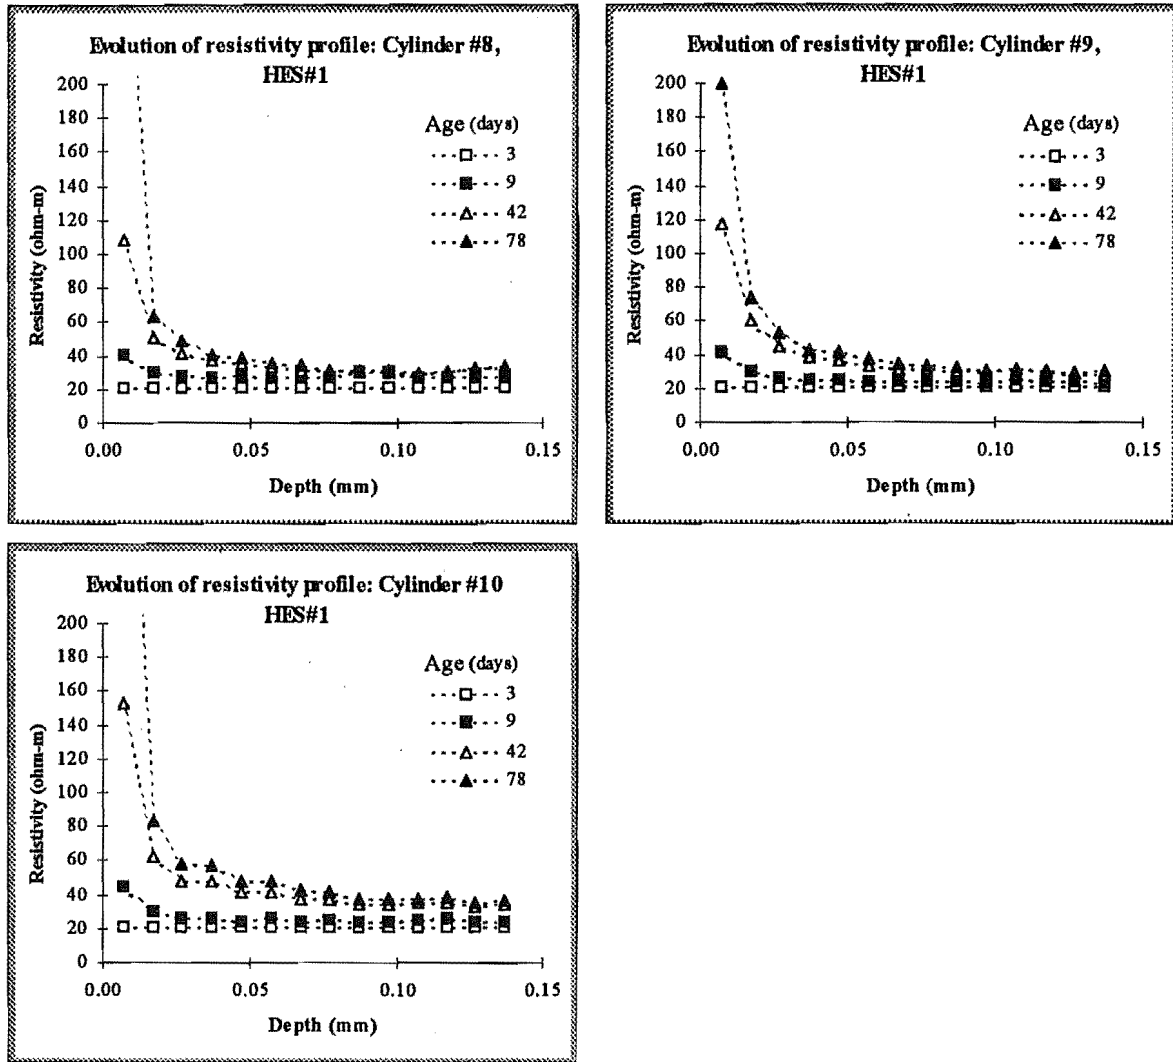 Evolution of resistivity profile: Cylinder #8,
HES#1
200
180
160
140
120
100
80
60
40
20
0
Resistivity (ohm-m)
Age (days)
3
9
42
78
0.00 0.05 0.10 0.15
Depth (mm)
Evolution of resistivity profile: Cylinder #9,
HES#1
200
180
160
140
120
100
80
60
40
20
0
Resistivity (ohm-m)
Age (days)
3
9
42
78
0.00 0.05 0.10 0.15
Depth (mm)
Evolution of resistivity profile: Cylinder #10
HES#1
200
180
160
140
120
100
80
60
40
20
0
Resistivity (ohm-m)
Age (days)
3
9
42
78
0.00 0.05 0.10 0.15
Depth (mm)